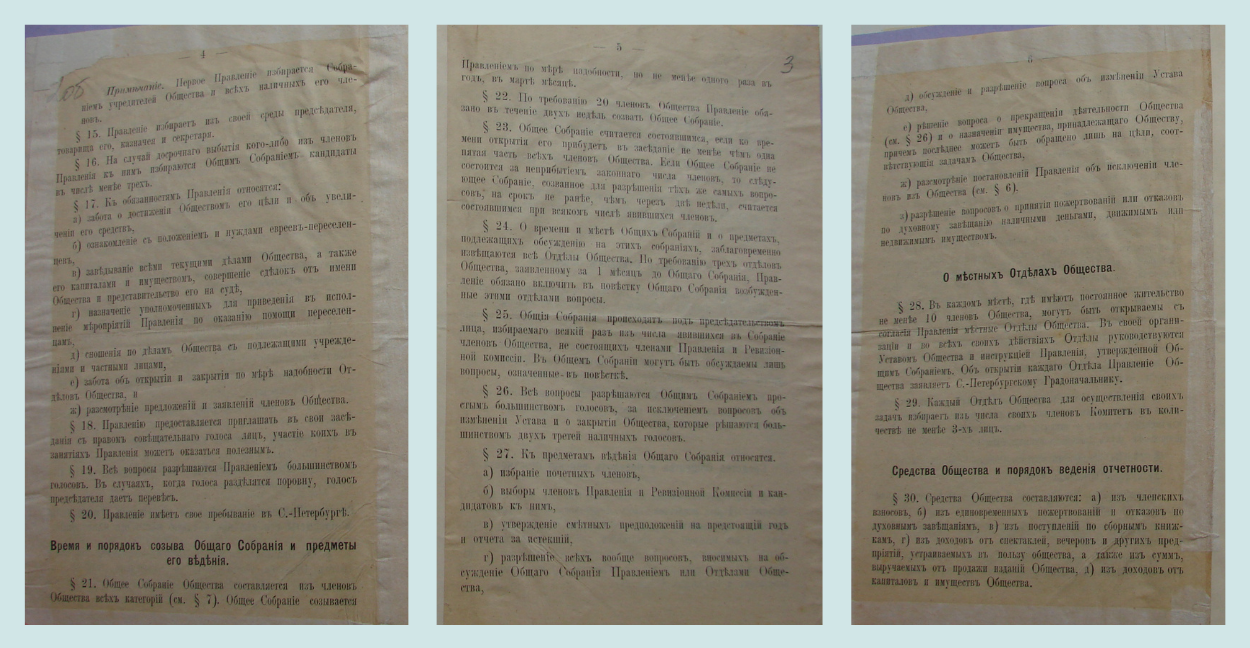 — 4 —
Примѣчаніе. Первое Правленіе избирается Собра-
ніемъ учредителей Общества и всѣхъ наличныхъ его чле-
новъ.
§ 15. Правленіе избираетъ изъ своей среды предсѣдателя,
товарища его, казначея и секретаря.
§ 16. На случай досрочнаго выбытія кого-либо изъ членовъ
Правленія къ нимъ избираются Общимъ Собраніемъ кандидаты
въ числѣ менѣе трехъ.
§ 17. Къ обязанностямъ Правленія относятся:
а) забота о достиженіи Обществомъ его цѣли и объ увели-
ченіи его средствъ,
б) ознакомленіе съ положеніемъ и нуждами евреевъ-переселен-
цевъ,
в) завѣдываніе всѣми текущими дѣлами Общества, а также
его капиталами и имуществомъ, совершеніе сдѣлокъ отъ имени
Общества и представительство его на судѣ,
г) назначеніе уполномоченныхъ для приведенія въ испол-
неніе мѣропріятій Правленія по оказанію помощи переселен-
цамъ,
д) сношенія по дѣламъ Общества съ подлежащими учрежде-
ніями и частными лицами,
е) забота объ открытіи и закрытіи по мѣрѣ надобности От-
дѣловъ Общества, и
ж) разсмотрѣніе предложеній и заявленій членовъ Общества.
§ 18. Правленію предоставляется приглашать въ свои засѣ-
данія съ правомъ совѣщательнаго голоса лицъ, участіе коихъ въ
занятіяхъ Правленія можетъ оказаться полезнымъ.
§ 19. Всѣ вопросы разрѣшаются Правленіемъ большинствомъ
голосовъ. Въ случаяхъ, когда голоса раздѣлятся поровну, голосъ
предсѣдателя даетъ перевѣсъ.
§ 20. Правленіе имѣетъ свое пребываніе въ С.-Петербургѣ.
Время и порядокъ созыва Общаго Собранія и предметы
его вѣдѣнія.
§ 21. Общее Собраніе Общества составляется изъ членовъ
Общества всѣхъ категорій (см. § 7). Общее Собраніе созывается
— 5 —
3
Правленіемъ по мѣрѣ надобности, но не менѣе одного раза въ
годъ, въ мартѣ мѣсяцѣ.
§ 22. По требованію 20 членовъ Общества Правленіе обя-
зано въ теченіе двухъ недѣль созвать Общее Собраніе.
§ 23. Общее Собраніе считается состоявшимся, если ко вре-
мени открытія его прибудетъ въ засѣданіе не менѣе чѣмъ одна
пятая часть всѣхъ членовъ Общества. Если Общее Собраніе не
состоится за неприбытіемъ законнаго числа членовъ, то слѣду-
ющее Собраніе, созванное для разрѣшенія тѣхъ же самыхъ вопро-
совъ, на срокъ не ранѣе, чѣмъ черезъ двѣ недѣли, считается
состоявшимся при всякомъ числѣ явившихся членовъ.
§ 24. О времени и мѣстѣ Общихъ Собраній и о предметахъ,
подлежащихъ обсужденію на этихъ собраніяхъ, заблаговременно
извѣщаются всѣ Отдѣлы Общества. По требованію трехъ отдѣловъ
Общества, заявленному за 1 мѣсяцъ до Общаго Собранія, Прав-
леніе обязано включить въ повѣстку Общаго Собранія возбужден-
ные этими отдѣлами вопросы.
§ 25. Общія Собранія происходятъ подъ предсѣдательствомъ
лица, избираемаго всякій разъ изъ числа явившихся въ Собраніе
членовъ Общества, не состоящихъ членами Правленія и Ревизіон-
ной комиссіи. Въ Общемъ Собраніи могутъ быть обсуждаемы лишь
вопросы, означенные въ повѣсткѣ.
§ 26. Всѣ вопросы разрѣшаются Общимъ Собраніемъ про-
стымъ большинствомъ голосовъ, за исключеніемъ вопросовъ объ
измѣненіи Устава и о закрытіи Общества, которые рѣшаются боль-
шинствомъ двухъ третей наличныхъ голосовъ.
§ 27. Къ предметамъ вѣдѣнія Общаго Собранія относятся.
а) избраніе почетныхъ членовъ,
б) выборы членовъ Правленія и Ревизіонной Комиссіи и кан-
дидатовъ къ нимъ,
в) утвержденіе смѣтныхъ предположеній на предстоящій годъ
и отчета за истекшій,
г) разрѣшеніе всѣхъ вообще вопросовъ, вносимыхъ на об-
сужденіе Общаго Собранія Правленіемъ или Отдѣлами Обще-
ства,
д) обсужденіе и разрѣшеніе вопроса объ измѣненіи Устава
Общества,
е) рѣшеніе вопроса о прекращеніи дѣятельности Общества
(см. § 26) и о назначеніи имущества, принадлежащаго Обществу,
причемъ послѣднее можетъ быть обращено лишь на цѣли, соот-
вѣтствующія задачамъ Общества,
ж) разсмотрѣніе постановленій Правленія объ исключеніи чле-
новъ изъ Общества (см. § 6).
з) разрѣшеніе вопросовъ о принятіи пожертвованій или отказовъ
по духовному завѣщанію наличными деньгами, движимымъ или
недвижимымъ имуществомъ.
О мѣстныхъ Отдѣлахъ Общества.
§ 28. Въ каждомъ мѣстѣ, гдѣ имѣютъ постоянное жительство
не менѣе 10 членовъ Общества, могутъ быть открываемы съ
согласія Правленія мѣстные Отдѣлы Общества. Въ своей органи-
заціи и во всѣхъ своихъ дѣйствіяхъ Отдѣлы руководствуются
Уставомъ Общества и инструкціей Правленія, утвержденной Об-
щимъ Собраніемъ. Объ открытіи каждаго Отдѣла Правленіе Об-
щества заявляетъ С.-Петербургскому Градоначальнику.
§ 29. Каждый Отдѣлъ Общества для осуществленія своихъ
задачъ избираетъ изъ числа своихъ членовъ Комитетъ въ коли-
чествѣ не менѣе 3-хъ лицъ.
Средства Общества и порядокъ веденія отчетности.
§ 30. Средства Общества составляются: а) изъ членскихъ
взносовъ, б) изъ единовременныхъ пожертвованій и отказовъ по
духовнымъ завѣщаніямъ, в) изъ поступленій по сборнымъ книж-
камъ, г) изъ доходовъ отъ спектаклей, вечеровъ и другихъ пред-
пріятій, устраиваемыхъ въ пользу общества, а также изъ суммъ,
выручаемыхъ отъ продажи изданій Общества, д) изъ доходовъ отъ
капиталовъ и имуществъ Общества.